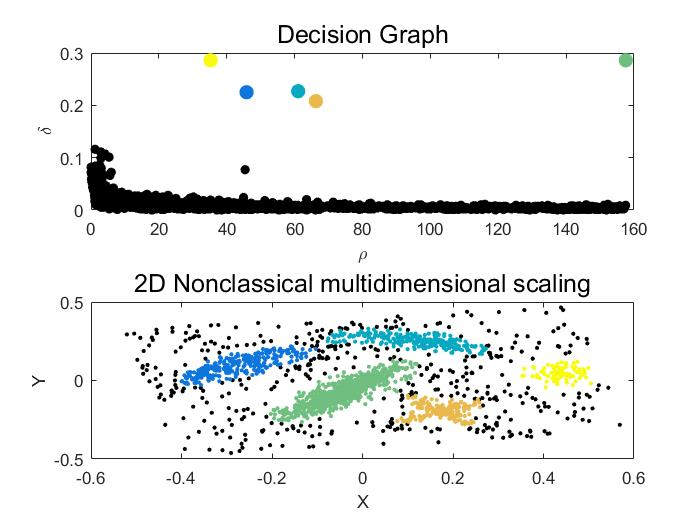 Decision Graph
0.3
0.2
0.1
0
δ
0 20 40 60 80 100 120 140 160
ρ
2D Nonclassical multidimensional scaling
0.5
0
-0.5
Y
-0.6 -0.4 -0.2 0 0.2 0.4 0.6
X